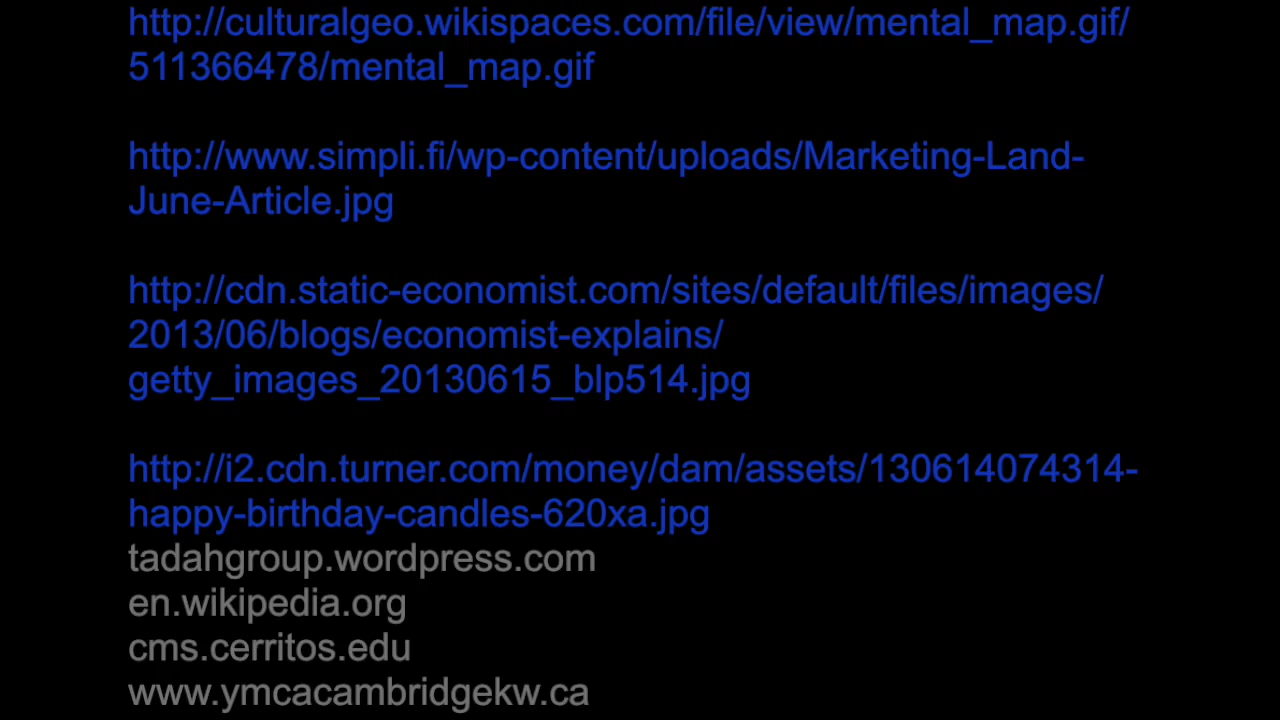 http://culturalgeo.wikispaces.com/file/view/mental_map.gif/
511366478/mental_map.gif
http://www.simpli.fi/wp-content/uploads/Marketing-Land-
June-Article.jpg
http://cdn.static-economist.com/sites/default/files/images/
2013/06/blogs/economist-explains/
getty_images_20130615_blp514.jpg
http://i2.cdn.turner.com/money/dam/assets/130614074314-
happy-birthday-candles-620xa.jpg
tadahgroup.wordpress.com
en.wikipedia.org
cms.cerritos.edu
www.ymcacambridgekw.ca